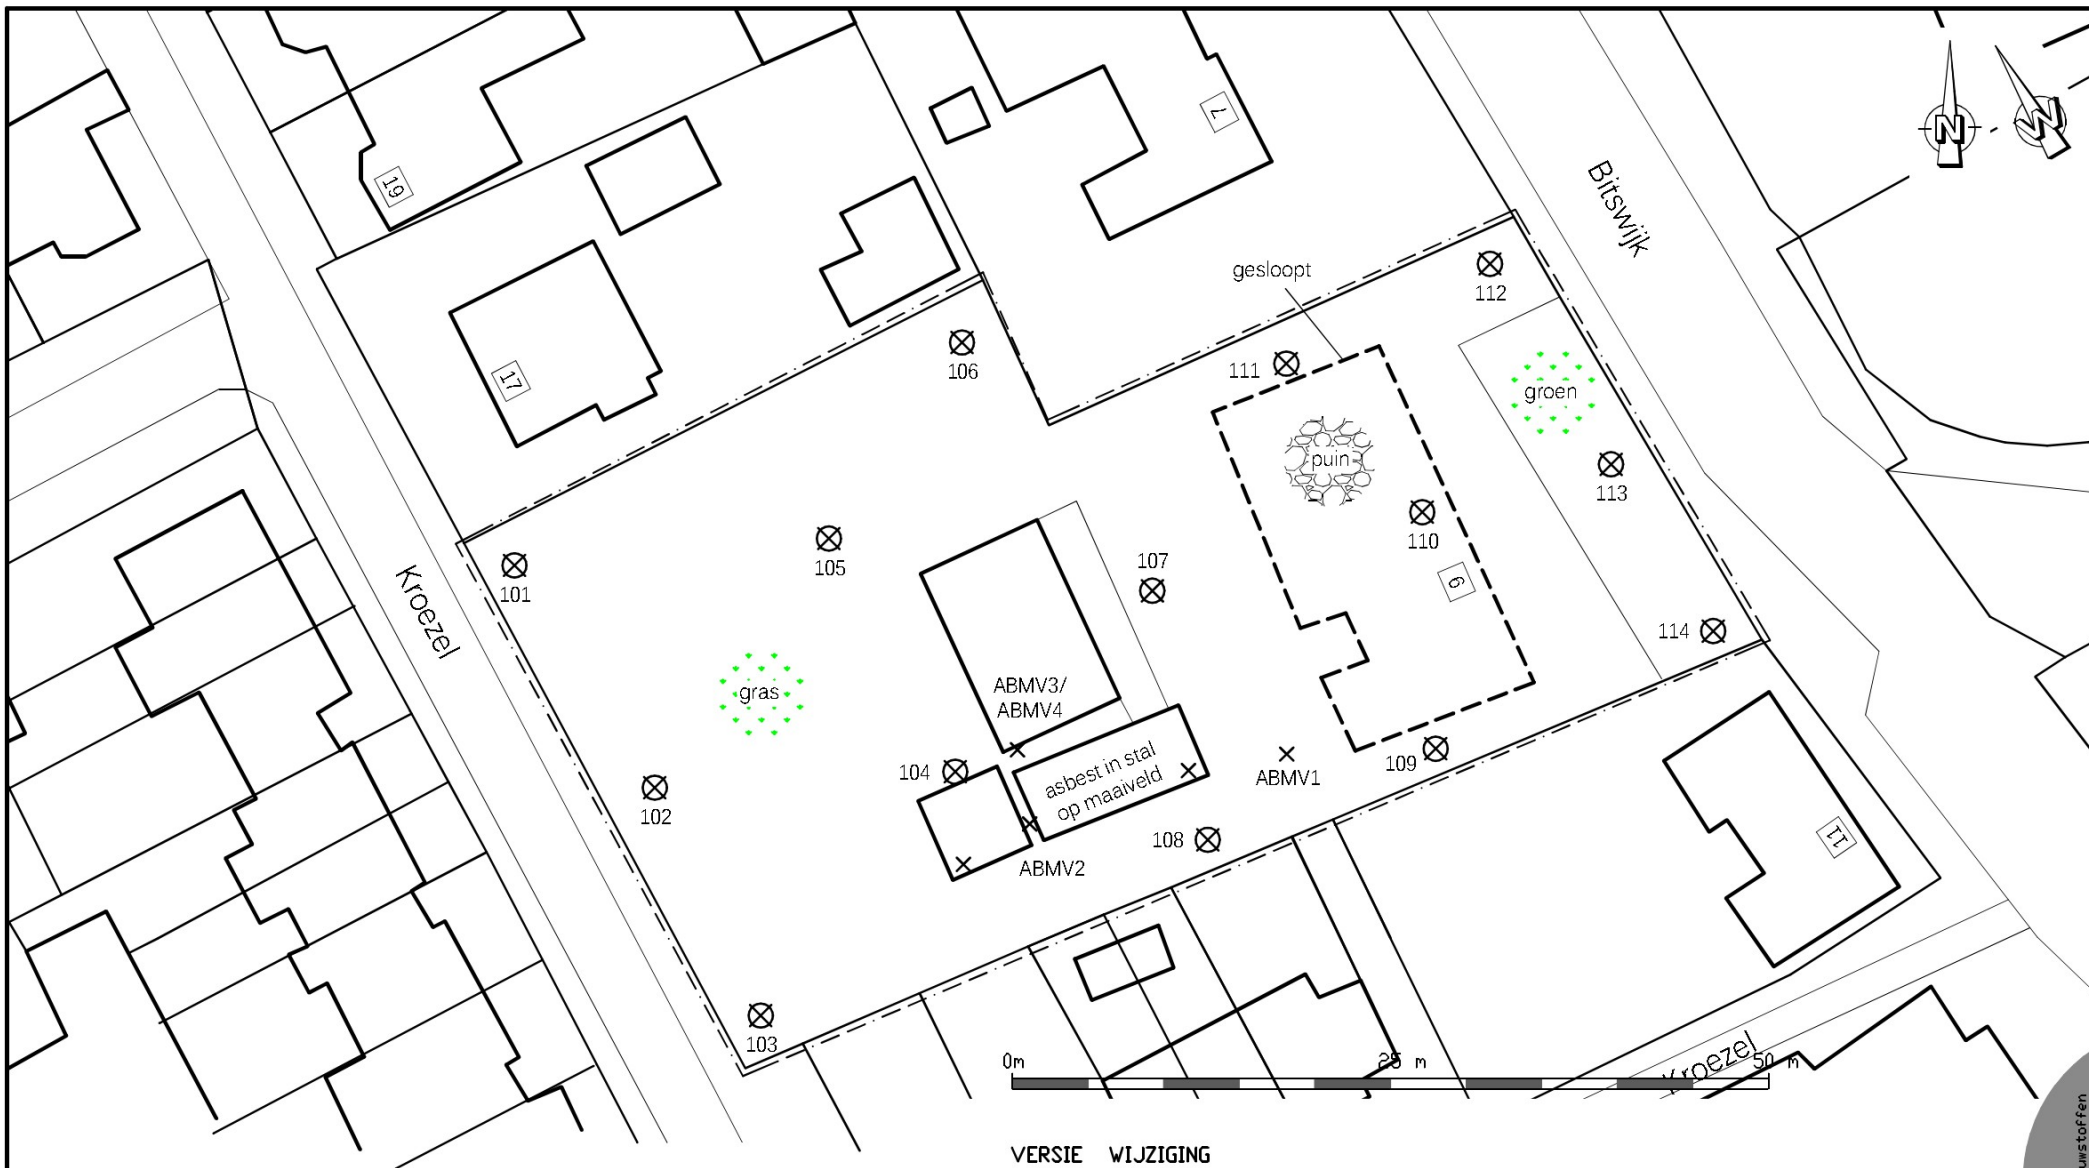 19
7
N
W
Bitswijk
gesloopt
112
106
111
17
groen
puin
113
110
105
107
101
6
Kroezel
114
gras
ABMV3/
ABMV4
asbest in stal
op maaiveld
104
ABMV1
109
102
108
ABMV2
11
103
0m
25 m
50 m
Kroezel
VERSIE WIJZIGING
uwstoffen